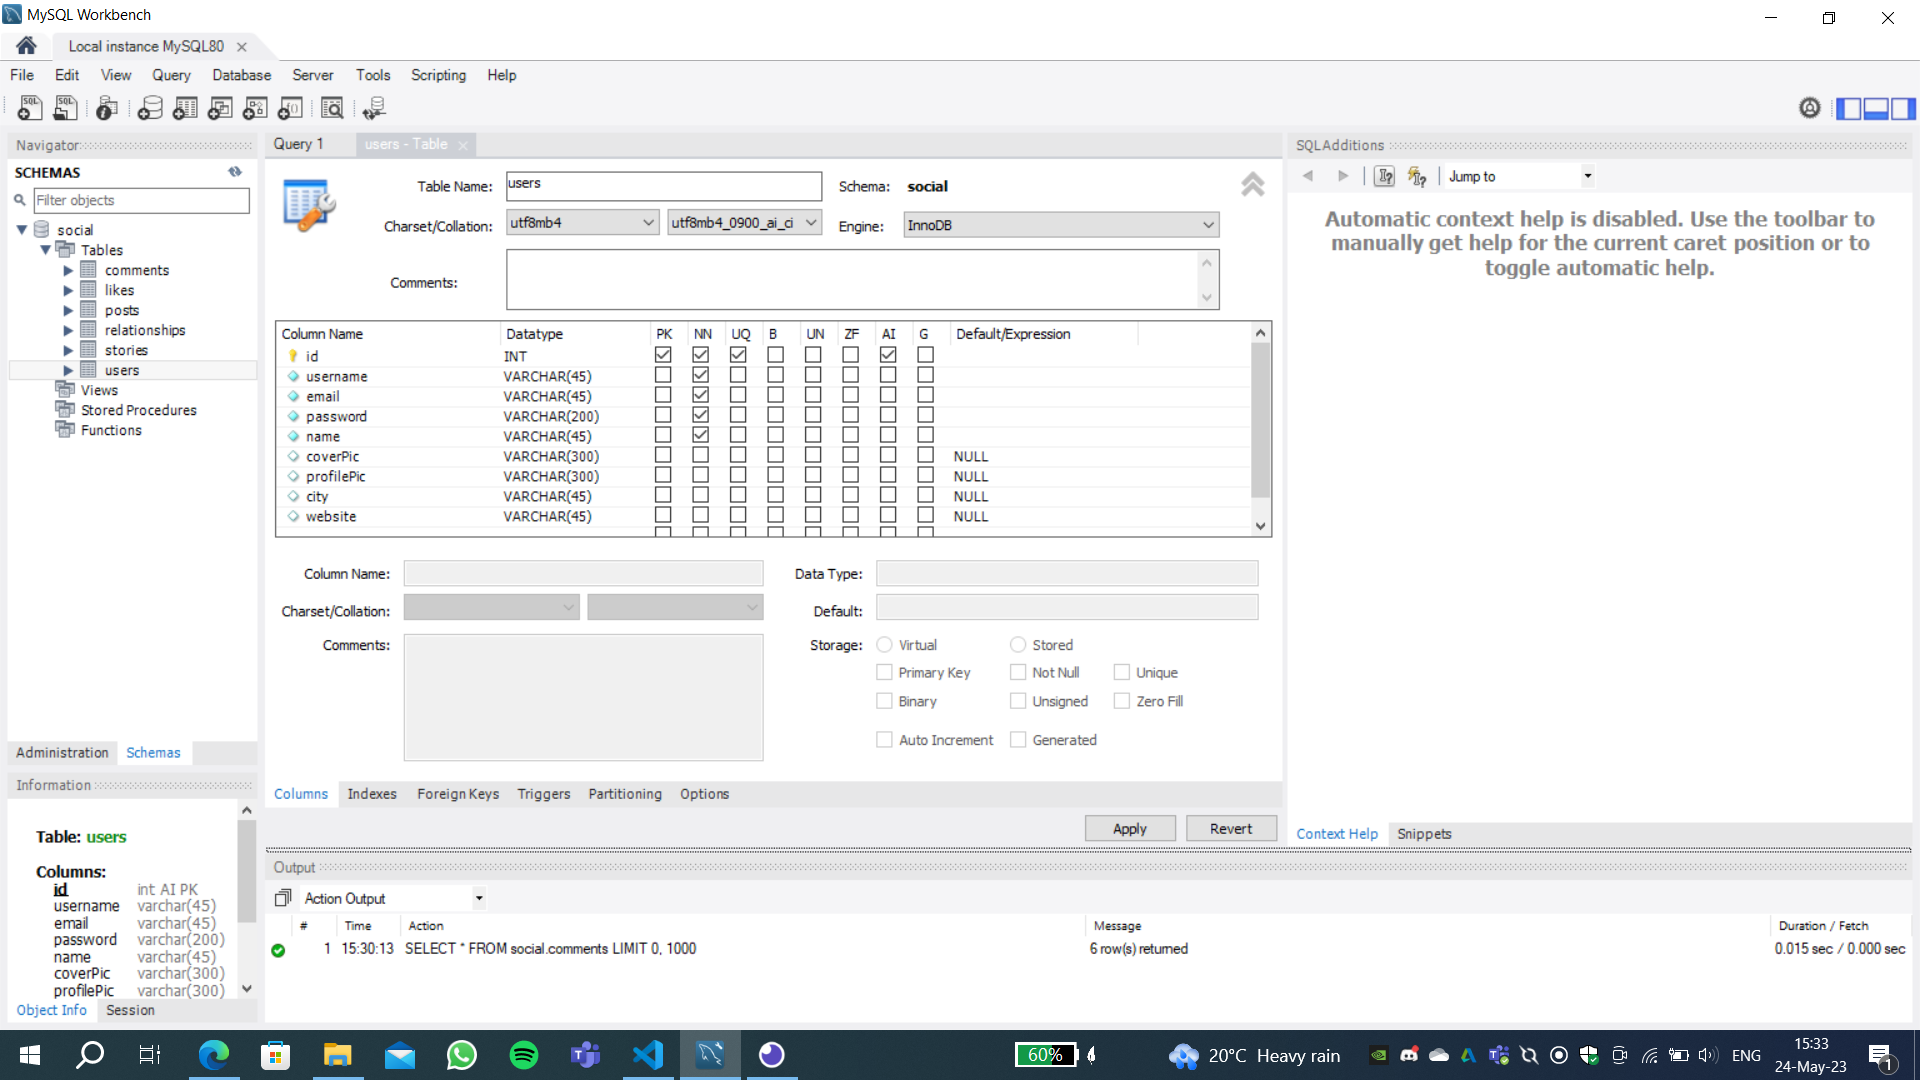 MySQL Workbench
Local instance MySQL80
File Edit View Query Database Server Tools Scripting Help
Navigator
SCHEMAS
Filter objects
social
Tables
comments
likes
posts
relationships
stories
users
Views
Stored Procedures
Functions
Administration Schemas
Information
Table: users
Columns:
id int AI PK
username varchar(45)
email varchar(45)
password varchar(200)
name varchar(45)
coverPic varchar(300)
profilePic varchar(300)
Object Info Session
Query 1 users - Table
Table Name: users Schema: social
Charset/Collation: utf8mb4 utf8mb4_0900_ai_ci Engine: InnoDB
Comments:
Column Name Datatype PK NN UQ B UN ZF AI G Default/Expression
id INT
username VARCHAR(45)
email VARCHAR(45)
password VARCHAR(200)
name VARCHAR(45)
coverPic VARCHAR(300) NULL
profilePic VARCHAR(300) NULL
city VARCHAR(45) NULL
website VARCHAR(45) NULL
Column Name: Data Type:
Charset/Collation: Default:
Comments: Storage: Virtual Stored
Primary Key Not Null Unique
Binary Unsigned Zero Fill
Auto Increment Generated
Columns Indexes Foreign Keys Triggers Partitioning Options
Apply Revert
SQLAdditions
Jump to
Automatic context help is disabled. Use the toolbar to
manually get help for the current caret position or to
toggle automatic help.
Context Help Snippets
Output
Action Output
# Time Action Message Duration / Fetch
1 15:30:13 SELECT * FROM social.comments LIMIT 0, 1000 6 row(s) returned 0.015 sec / 0.000 sec
60% 20°C Heavy rain ENG 15:33
24-May-23
1